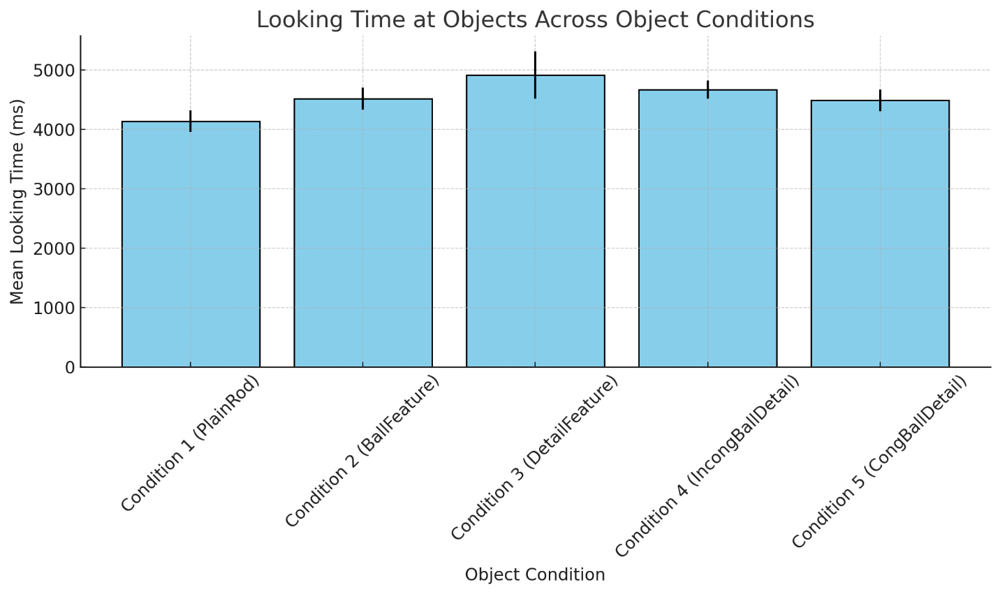 Looking Time at Objects Across Object Conditions
Mean Looking Time (ms)
5000
4000
3000
2000
1000
0
Condition 1 (PlainRod)
Condition 2 (BallFeature)
Condition 3 (DetailFeature)
Condition 4 (IncongBallDetail)
Condition 5 (CongBallDetail)
Object Condition